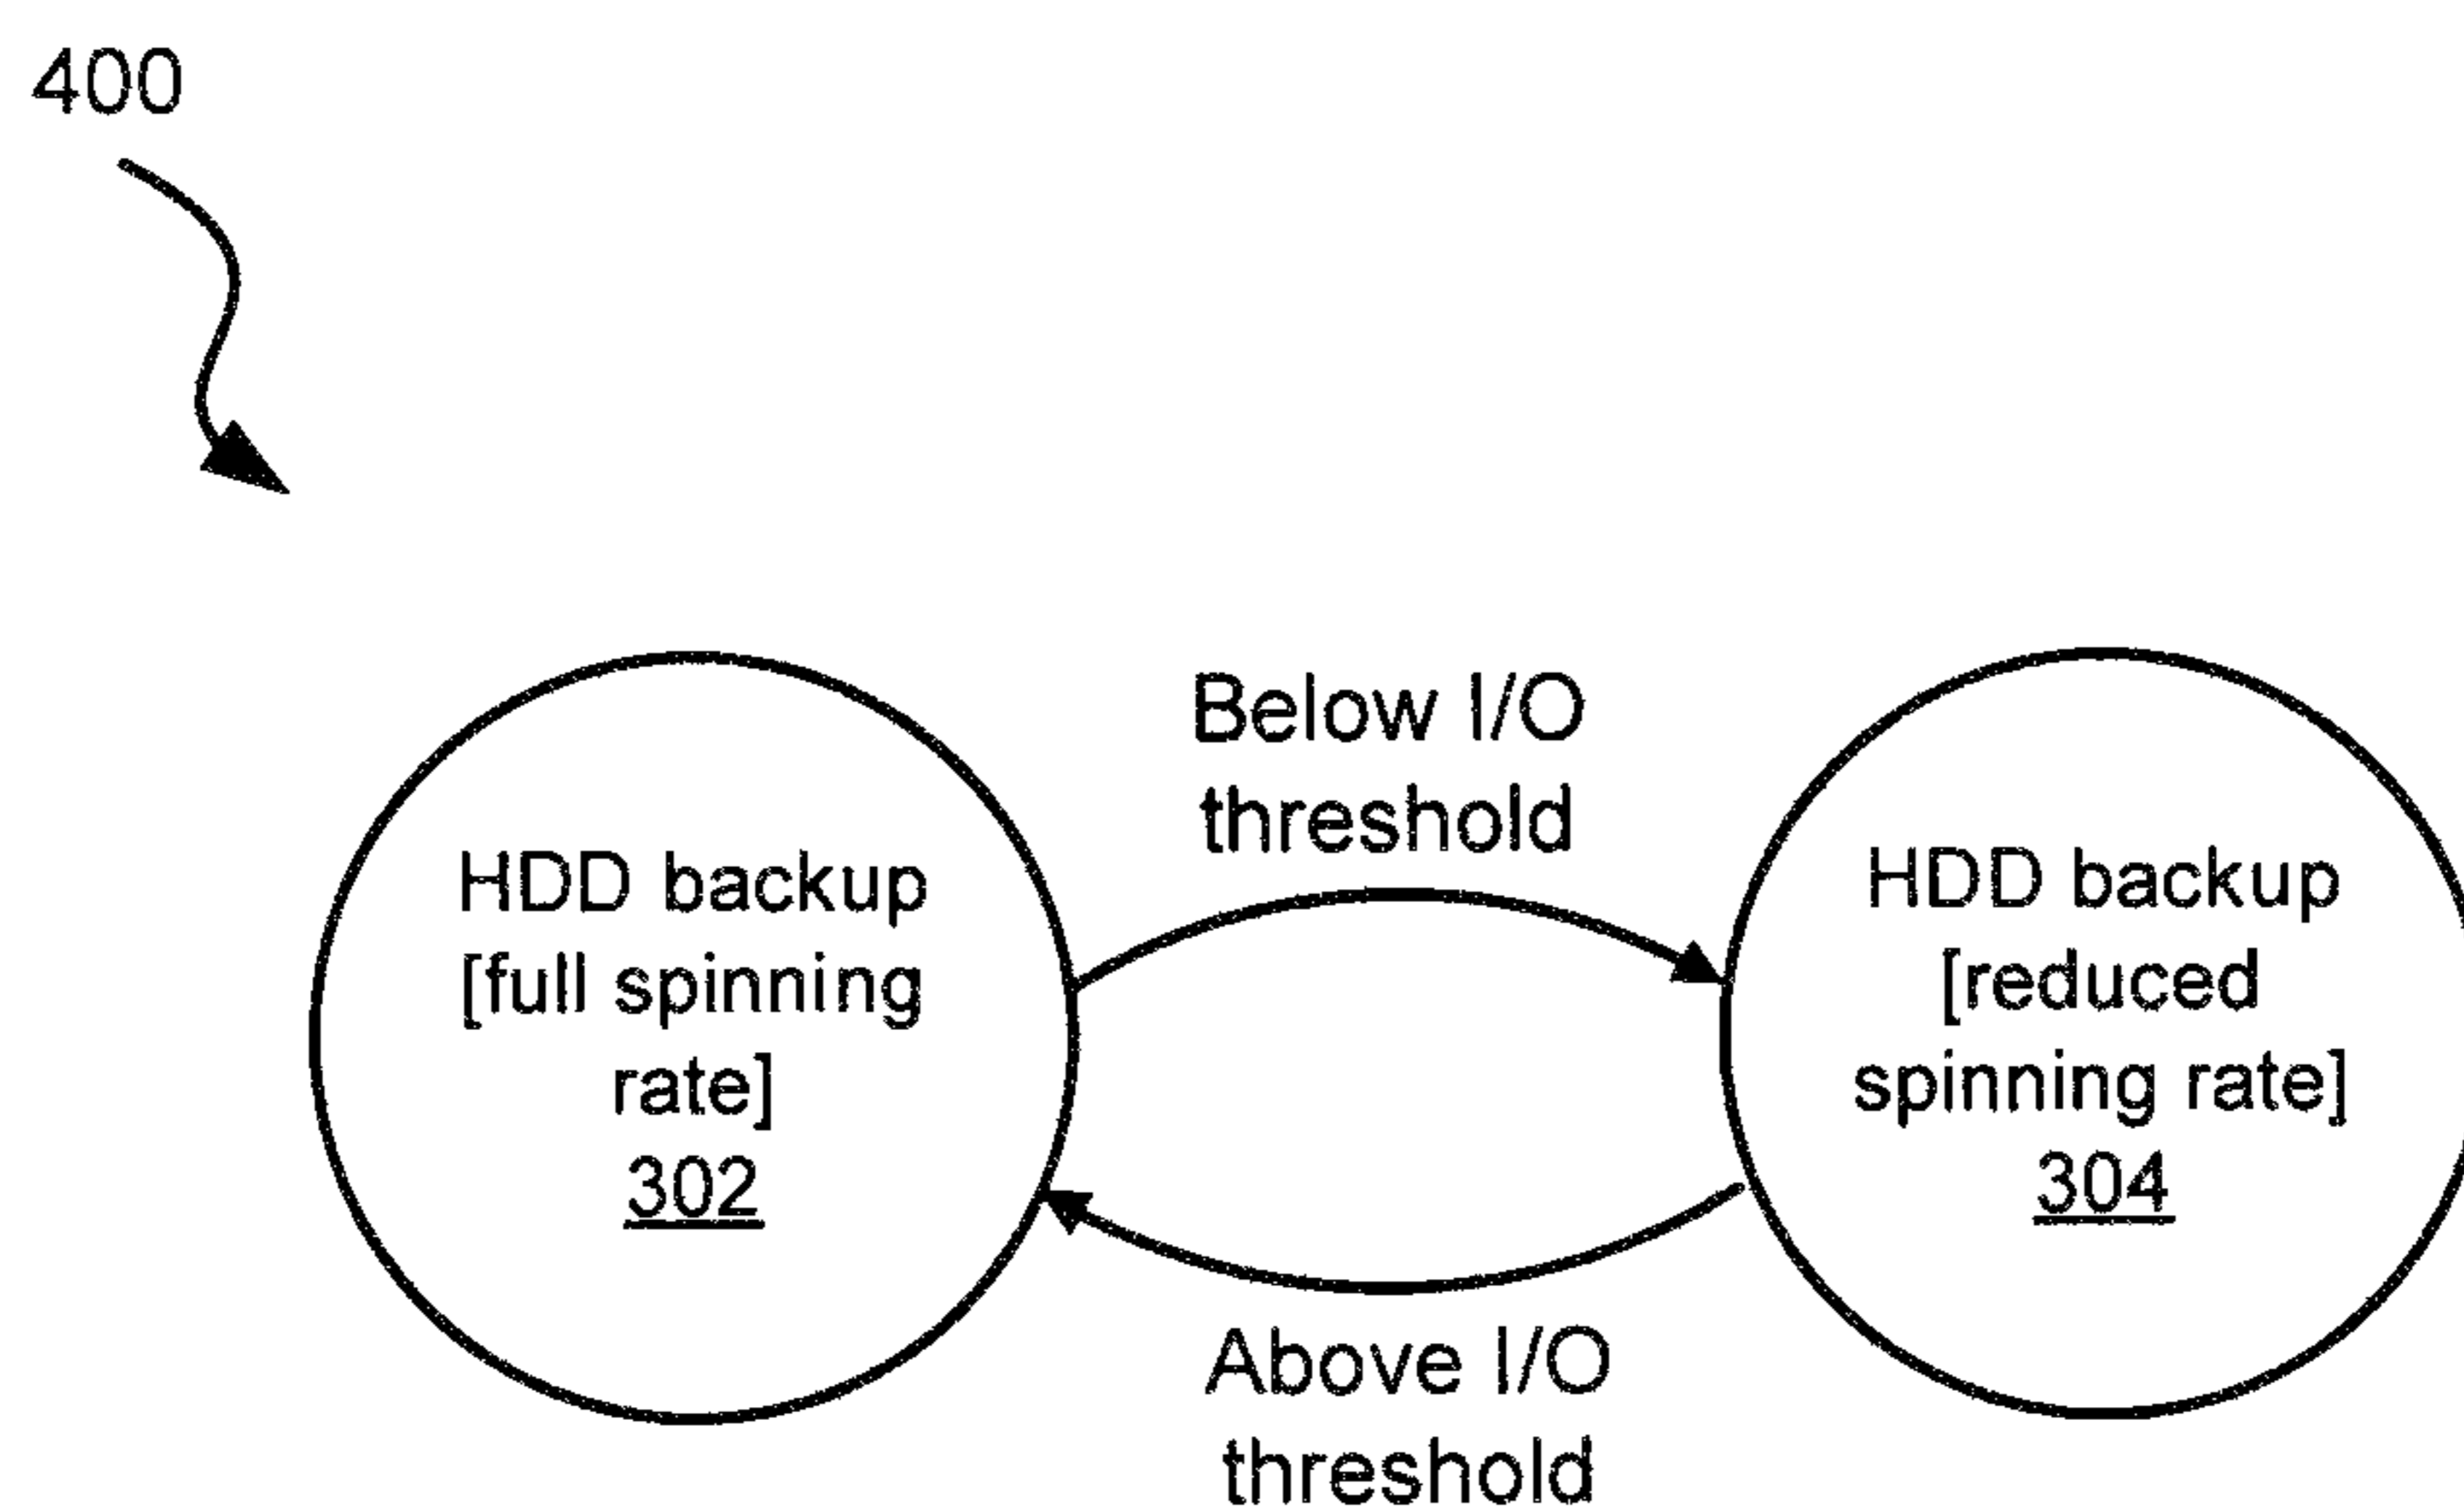 400
Below I/O
threshold
HDD backup
[full spinning
rate]
302
HDD backup
[reduced
spinning rate]
304
Above I/O
threshold